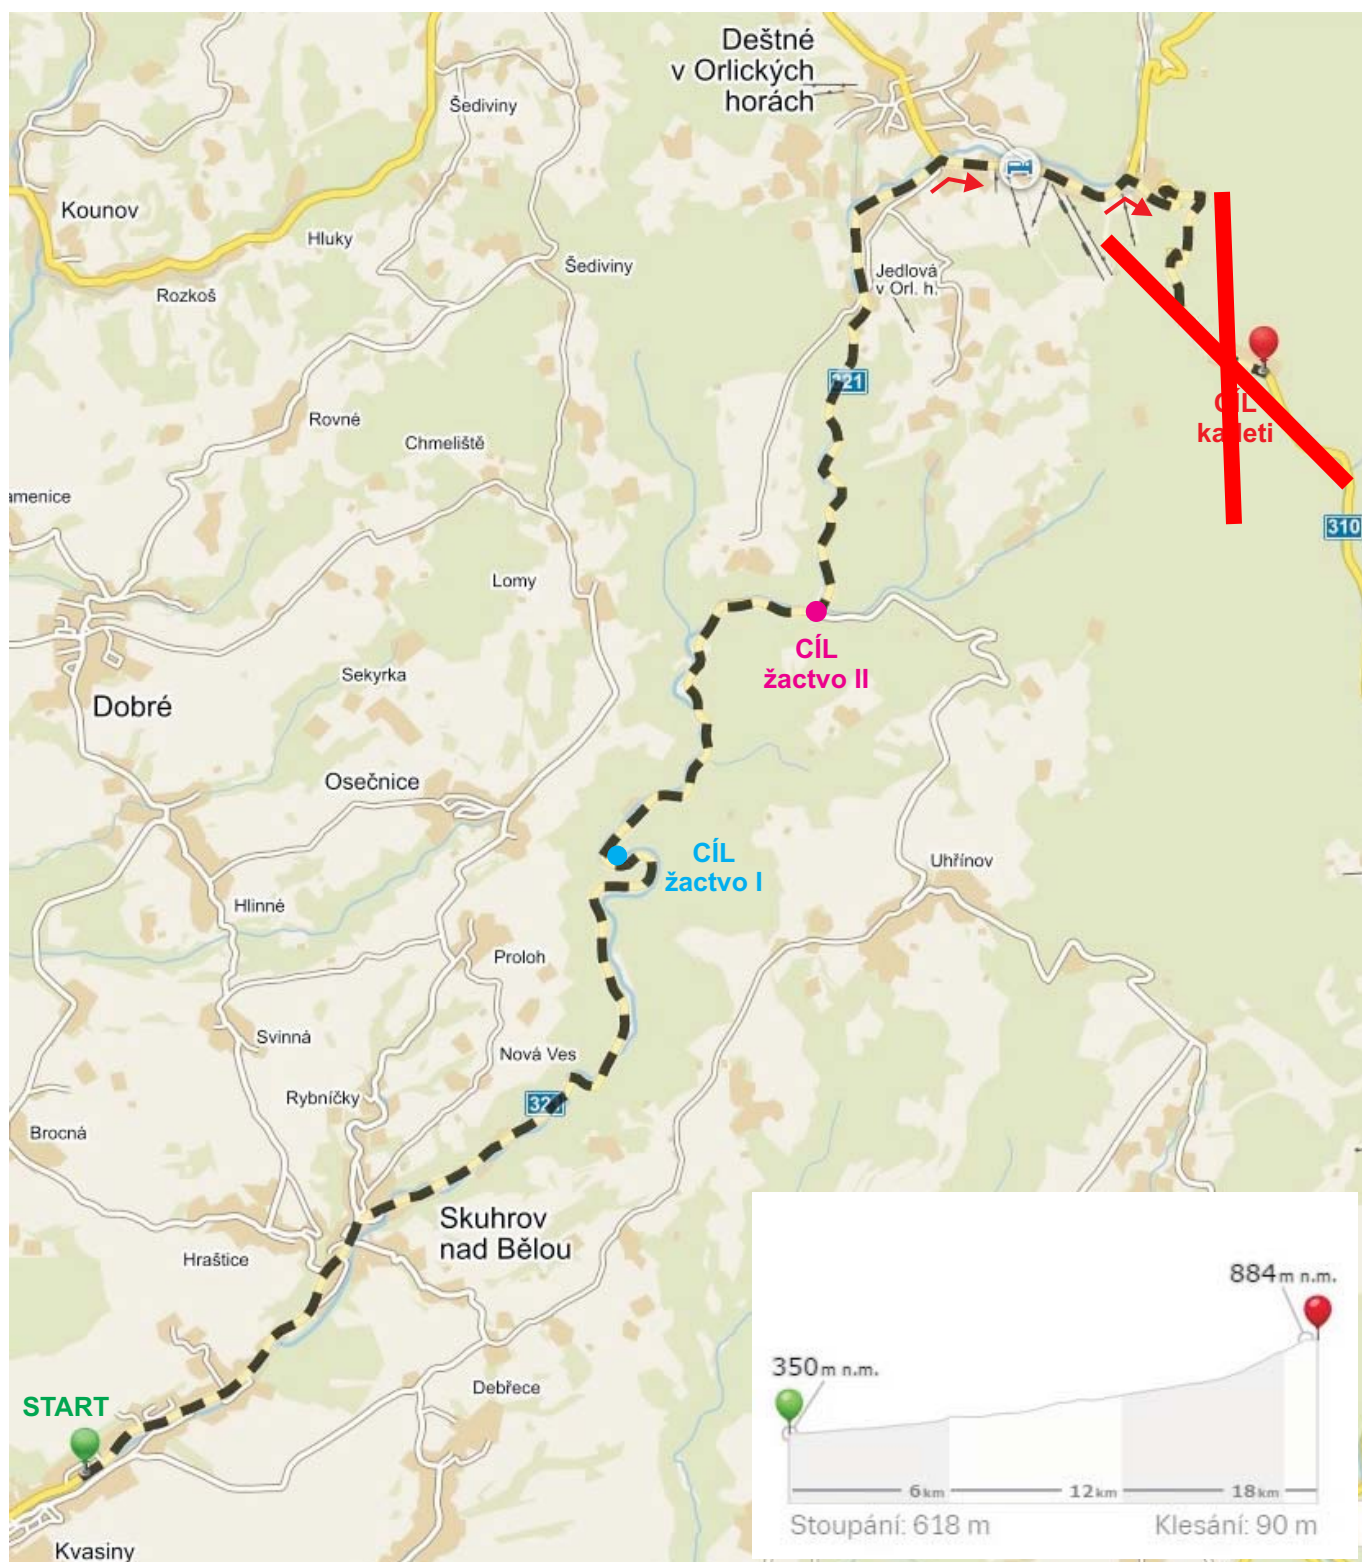 Deštné
v Orlických
horách
Šediviny
Kounov
Hluky
Šediviny
Rozkoš
Jedlová
v Orl. h.
321
CÍL
kadeti
Rovné
Chmeliště
amenice
310
Lomy
CÍL
žactvo II
Sekyrka
Dobré
Osečnice
CÍL
žactvo I
Uhřínov
Hlinné
Proloh
Svinná
Nová Ves
Rybníčky
321
Brocná
Skuhrov
nad Bělou
Hraštice
Debřece
START
Kvasiny
884 m n.m.
350 m n.m.
6 km
12 km
18 km
Stoupání: 618 m
Klesání: 90 m